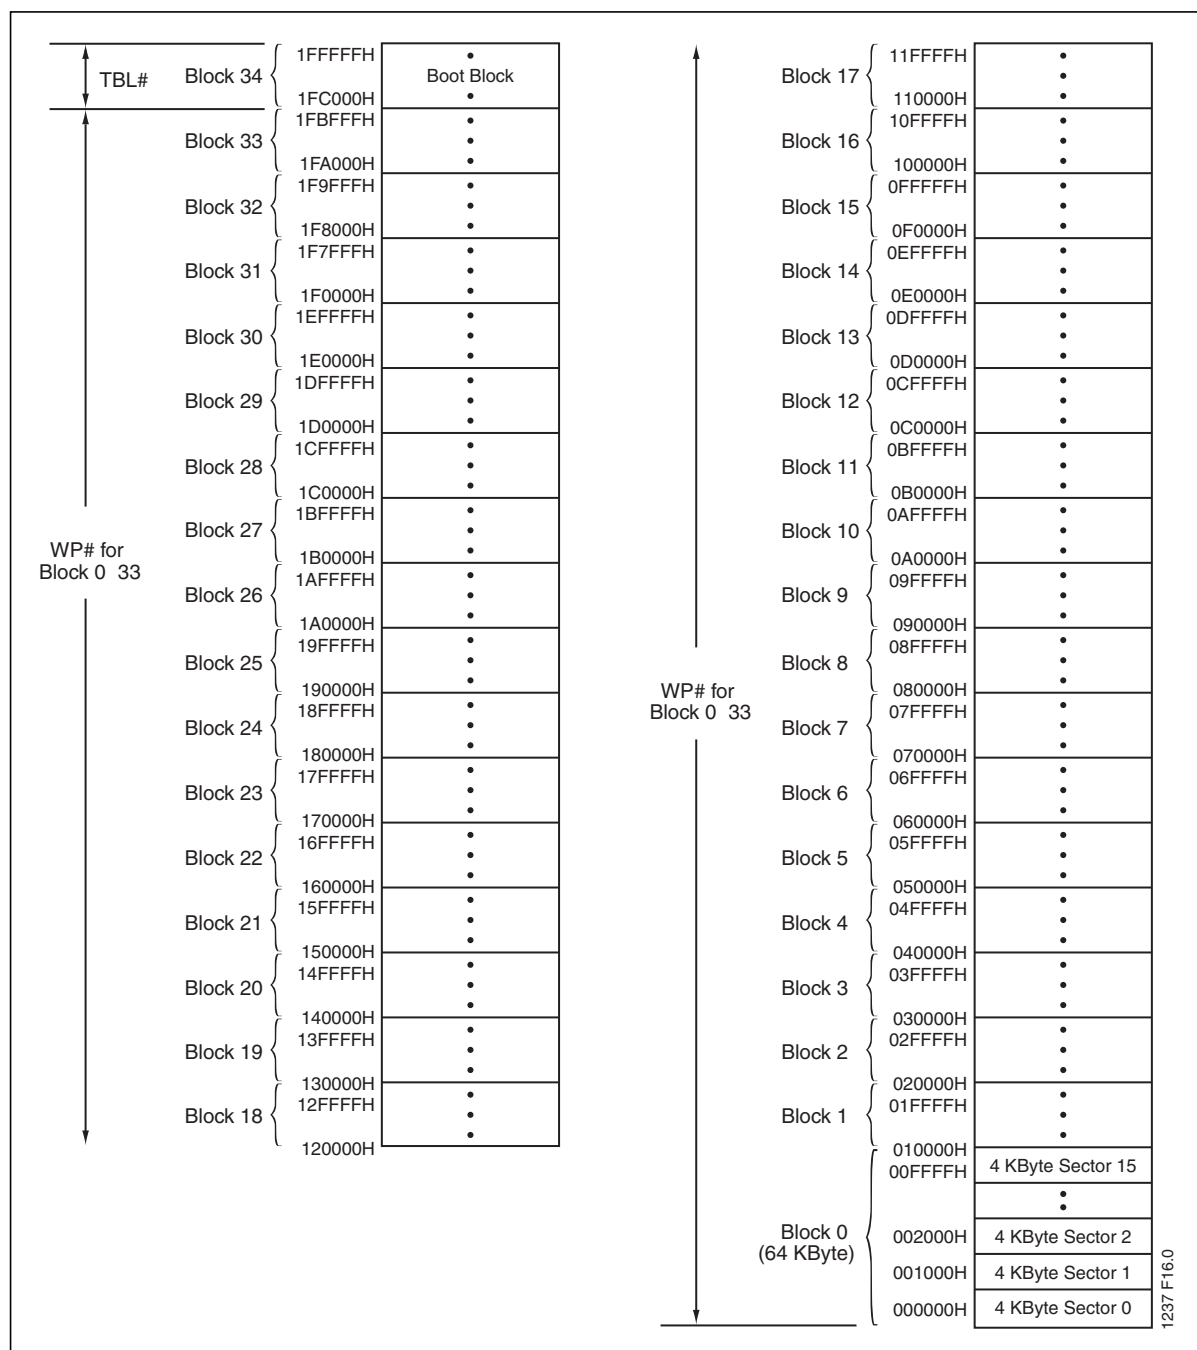 TBL#
Block 34
1FFFFFH
Boot Block
1FC000H
Block 33
1FBFFFH
1FA000H
Block 32
1F9FFFH
1F8000H
Block 31
1F7FFFH
1F0000H
Block 30
1EFFFFH
1E0000H
Block 29
1DFFFFH
1D0000H
Block 28
1CFFFFH
1C0000H
Block 27
1BFFFFH
1B0000H
WP# for
Block 0 33
Block 26
1AFFFFH
1A0000H
Block 25
19FFFFH
190000H
Block 24
18FFFFH
180000H
Block 23
17FFFFH
170000H
Block 22
16FFFFH
160000H
Block 21
15FFFFH
150000H
Block 20
14FFFFH
140000H
Block 19
13FFFFH
130000H
Block 18
12FFFFH
120000H
Block 17
11FFFFH
110000H
Block 16
10FFFFH
100000H
Block 15
0FFFFFH
0F0000H
Block 14
0EFFFFH
0E0000H
Block 13
0DFFFFH
0D0000H
Block 12
0CFFFFH
0C0000H
Block 11
0BFFFFH
0B0000H
Block 10
0AFFFFH
0A0000H
Block 9
09FFFFH
090000H
Block 8
08FFFFH
080000H
WP# for
Block 0 33
Block 7
07FFFFH
070000H
Block 6
06FFFFH
060000H
Block 5
05FFFFH
050000H
Block 4
04FFFFH
040000H
Block 3
03FFFFH
030000H
Block 2
02FFFFH
020000H
Block 1
01FFFFH
010000H
00FFFFH
4 KByte Sector 15
Block 0
(64 KByte)
002000H
4 KByte Sector 2
001000H
4 KByte Sector 1
000000H
4 KByte Sector 0
1237 F16.0